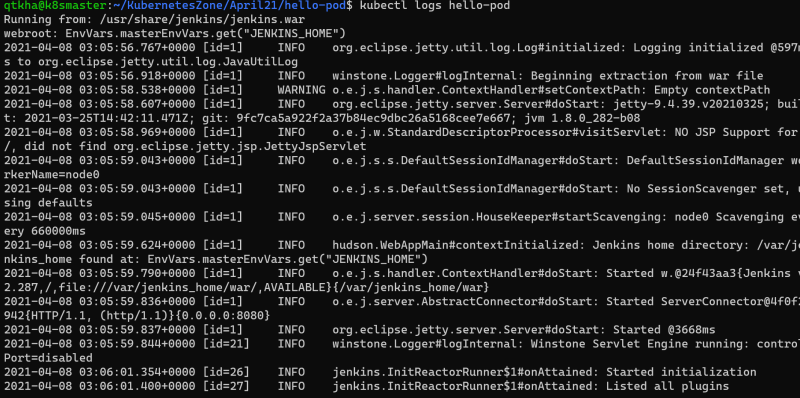 qtkha@k8smaster:~/KubernetesZone/April21/hello-pod$ kubectl logs hello-pod
Running from: /usr/share/jenkins/jenkins.war
webroot: EnvVars.masterEnvVars.get("JENKINS_HOME")
2021-04-08 03:05:56.767+0000 [id=1] INFO org.eclipse.jetty.util.log.Log#initialized: Logging initialized @597m
s to org.eclipse.jetty.util.log.JavaUtilLog
2021-04-08 03:05:56.918+0000 [id=1] INFO winstone.Logger#logInternal: Beginning extraction from war file
2021-04-08 03:05:58.538+0000 [id=1] WARNING o.e.j.s.handler.ContextHandler#setContextPath: Empty contextPath
2021-04-08 03:05:58.607+0000 [id=1] INFO org.eclipse.jetty.server.Server#doStart: jetty-9.4.39.v20210325; buil
t: 2021-03-25T14:42:11.471Z; git: 9fc7ca5a922f2a37b84ec9dbc26a5168cee7e667; jvm 1.8.0_282-b08
2021-04-08 03:05:58.969+0000 [id=1] INFO o.e.j.w.StandardDescriptorProcessor#visitServlet: NO JSP Support for
/, did not find org.eclipse.jetty.jsp.JettyJspServlet
2021-04-08 03:05:59.043+0000 [id=1] INFO o.e.j.s.s.DefaultSessionIdManager#doStart: DefaultSessionIdManager wo
rkerName=node0
2021-04-08 03:05:59.043+0000 [id=1] INFO o.e.j.s.s.DefaultSessionIdManager#doStart: No SessionScavenger set, u
sing defaults
2021-04-08 03:05:59.045+0000 [id=1] INFO o.e.j.server.session.HouseKeeper#startScavenging: node0 Scavenging ev
ery 660000ms
2021-04-08 03:05:59.624+0000 [id=1] INFO hudson.WebAppMain#contextInitialized: Jenkins home directory: /var/je
nkins_home found at: EnvVars.masterEnvVars.get("JENKINS_HOME")
2021-04-08 03:05:59.790+0000 [id=1] INFO o.e.j.s.handler.ContextHandler#doStart: Started w.@24f43aa3{Jenkins v
2.287,/,file:///var/jenkins_home/war/,AVAILABLE}{/var/jenkins_home/war}
2021-04-08 03:05:59.836+0000 [id=1] INFO o.e.j.server.AbstractConnector#doStart: Started ServerConnector@4f0f2
942{HTTP/1.1, (http/1.1)}{0.0.0.0:8080}
2021-04-08 03:05:59.837+0000 [id=1] INFO org.eclipse.jetty.server.Server#doStart: Started @3668ms
2021-04-08 03:05:59.844+0000 [id=21] INFO winstone.Logger#logInternal: Winstone Servlet Engine running: control
Port=disabled
2021-04-08 03:06:01.354+0000 [id=26] INFO jenkins.InitReactorRunner$1#onAttained: Started initialization
2021-04-08 03:06:01.400+0000 [id=27] INFO jenkins.InitReactorRunner$1#onAttained: Listed all plugins